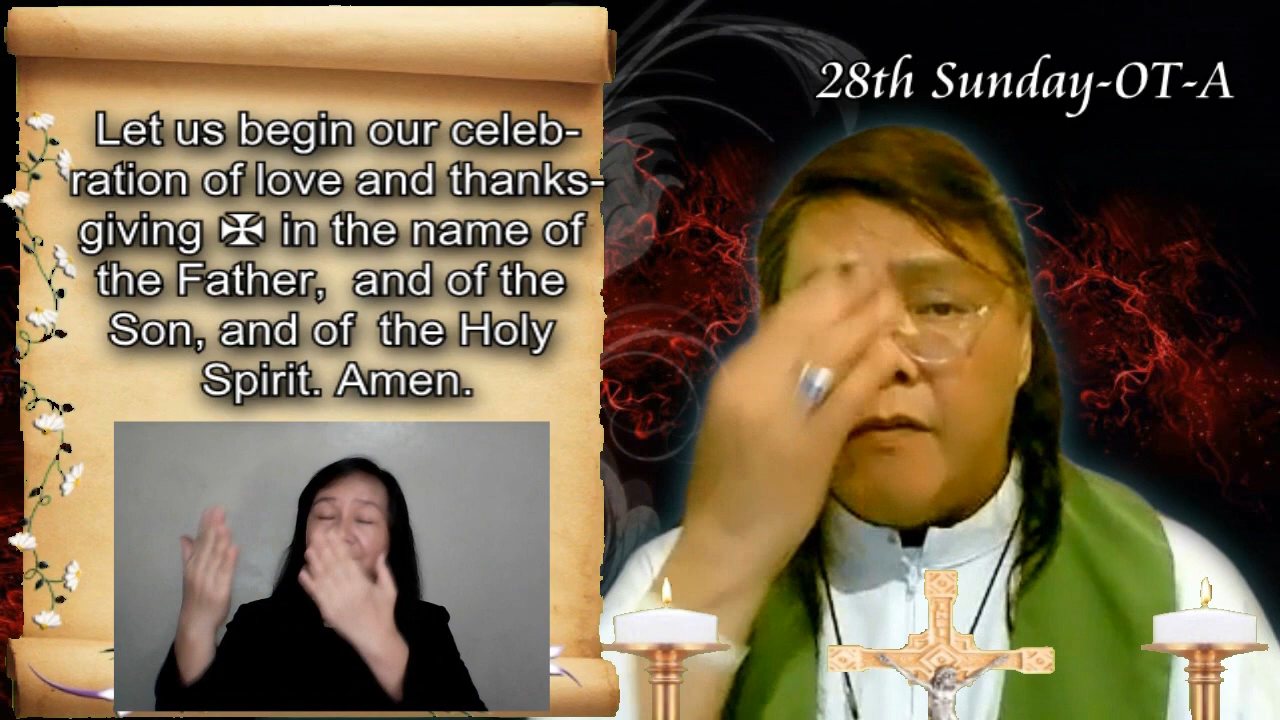 28th Sunday-OT-A
Let us begin our celeb-
ration of love and thanks-
giving ✠ in the name of
the Father,  and of the
Son, and of  the Holy
Spirit. Amen.